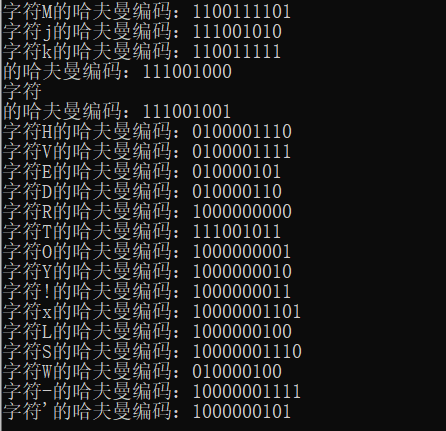 字符M的哈夫曼编码：1100111101
字符j的哈夫曼编码：111001010
字符k的哈夫曼编码：110011111
的哈夫曼编码：111001000
字符
的哈夫曼编码：111001001
字符H的哈夫曼编码：0100001110
字符V的哈夫曼编码：0100001111
字符E的哈夫曼编码：010000101
字符D的哈夫曼编码：010000110
字符R的哈夫曼编码：1000000000
字符T的哈夫曼编码：111001011
字符O的哈夫曼编码：1000000001
字符Y的哈夫曼编码：1000000010
字符!的哈夫曼编码：1000000011
字符x的哈夫曼编码：10000001101
字符L的哈夫曼编码：1000000100
字符S的哈夫曼编码：10000001110
字符W的哈夫曼编码：010000100
字符-的哈夫曼编码：10000001111
字符'的哈夫曼编码：1000000101